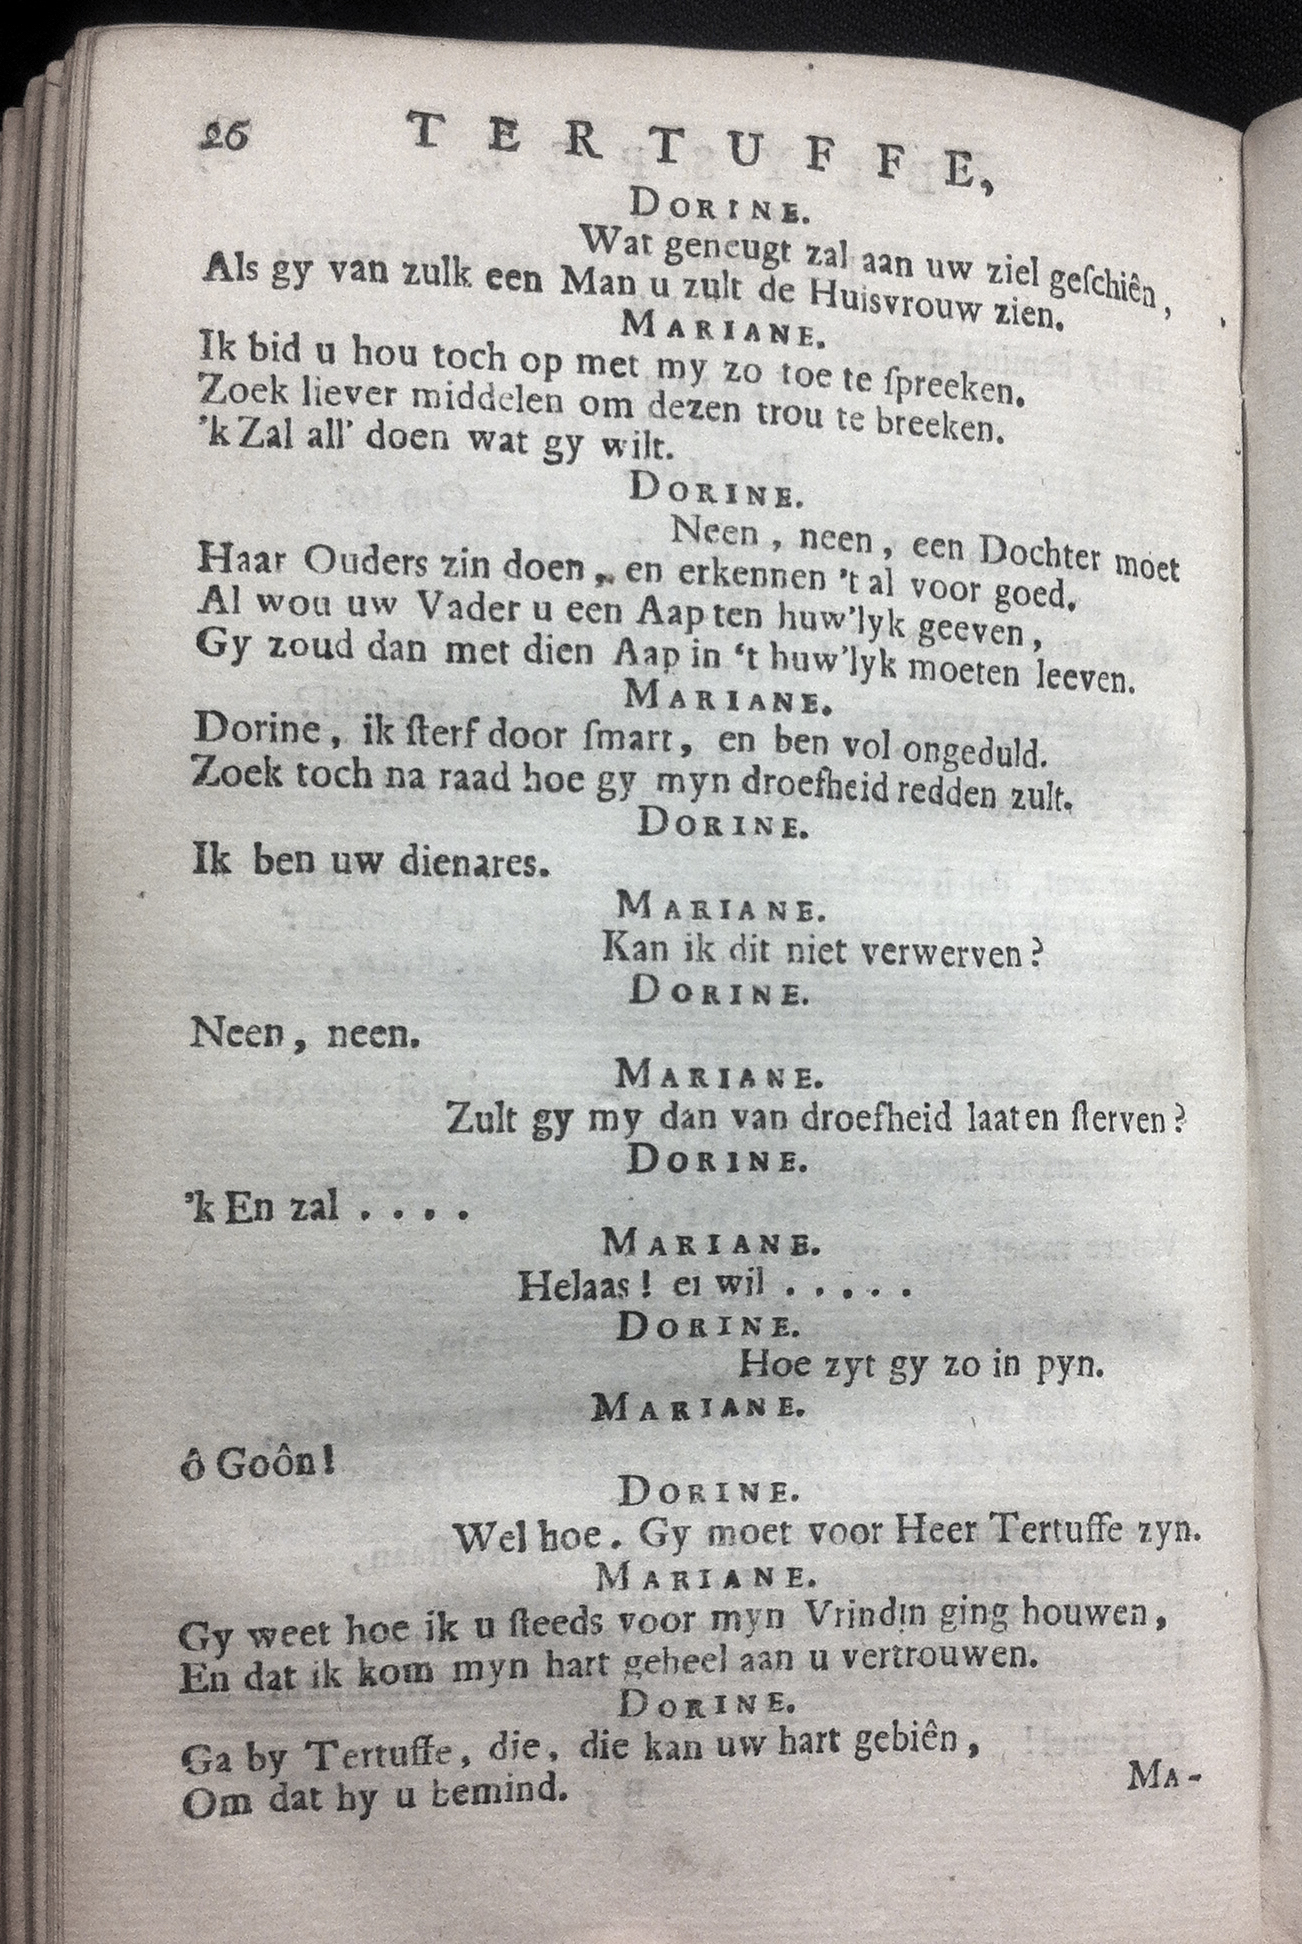 26 TERTUFFE,
DORINE.
Wat geneugt zal aan uw ziel geſchiên,
Als gy van zulk een Man u zult de Huisvrouw zien.
MARIANE.
Ik bid u hou toch op met my zo toe te ſpreeken.
Zoek liever middelen om dezen trou te breeken.
'k Zal all' doen wat gy wilt.
DORINE.
Neen, neen, een Dochter moet
Haar Ouders zin doen, en erkennen 't al voor goed.
Al wou uw Vader u een Aap ten huw'lyk geeven,
Gy zoud dan met dien Aap in ‘t huw'lyk moeten leeven.
MARIANE.
Dorine, ik ſterf door ſmart, en ben vol ongeduld.
Zoek toch na raad hoe gy myn droefheid redden zult.
DORINE.
Ik ben uw dienares.
MARIANE.
Kan ik dit niet verwerven?
DORINE.
Neen, neen.
MARIANE.
Zult gy my dan van droefheid laaten ſterven?
DORINE.
'k En zal . . . .
MARIANE.
Helaas! ei wil . . . . .
DORINE.
Hoe zyt gy zo in pyn.
MARIANE.
ô Goôn!
DORINE.
Wel hoe. Gy moet voor Heer Tertuffe zyn.
MARIANE.
Gy weet hoe ik u ſteeds voor myn Vrindin ging houwen,
En dat ik kom myn hart geheel aan u vertrouwen.
DORINE.
Ga by Tertuffe, die, die kan uw hart gebiên,
Om dat hy u bemind.
MA-